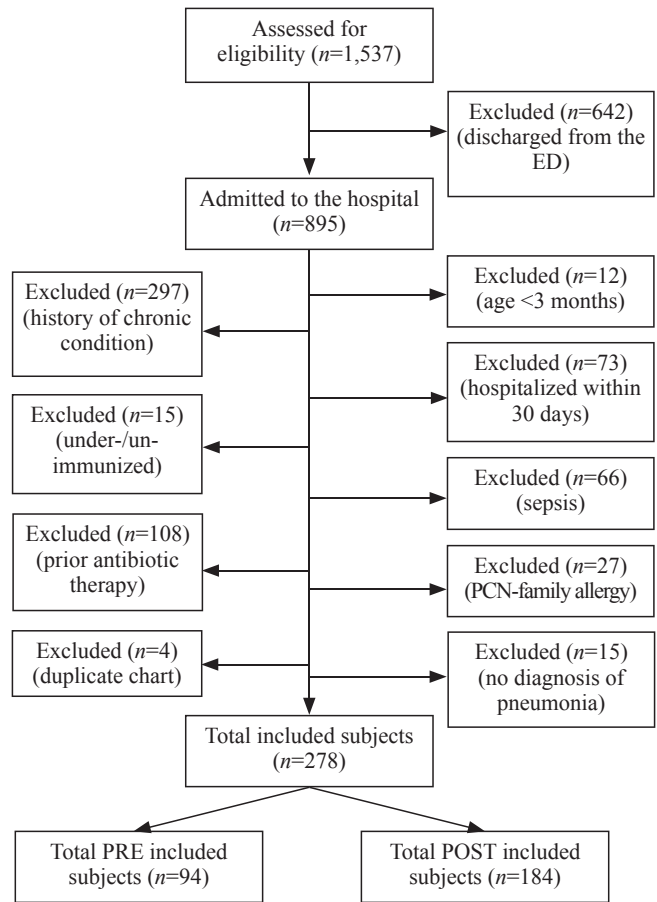 Assessed for
eligibility (n=1,537)
Excluded (n=642)
(discharged from the
ED)
Admitted to the hospital
(n=895)
Excluded (n=12)
(age <3 months)
Excluded (n=297)
(history of chronic
condition)
Excluded (n=73)
(hospitalized within
30 days)
Excluded (n=15)
(under-/un-
immunized)
Excluded (n=66)
(sepsis)
Excluded (n=108)
(prior antibiotic
therapy)
Excluded (n=27)
(PCN-family allergy)
Excluded (n=4)
(duplicate chart)
Excluded (n=15)
(no diagnosis of
pneumonia)
Total included subjects
(n=278)
Total PRE included
subjects (n=94)
Total POST included
subjects (n=184)